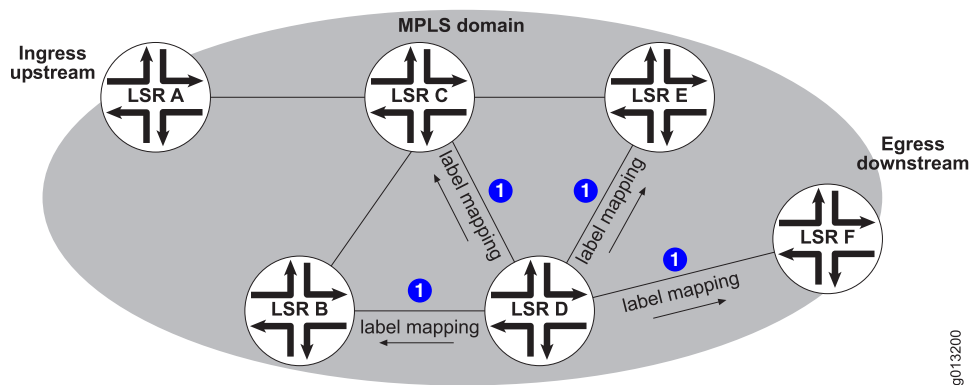 MPLS domain
Ingress
upstream
LSR A
LSR C
LSR E
Egress
downstream
label mapping
1
1
label mapping
LSR F
1
label mapping
1
LSR B
LSR D
label mapping
g013200